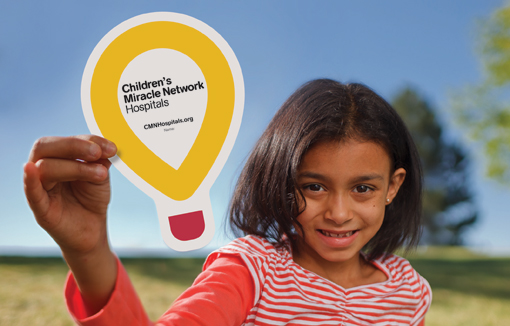 Children's
Miracle Network
Hospitals
CMNHospitals.org